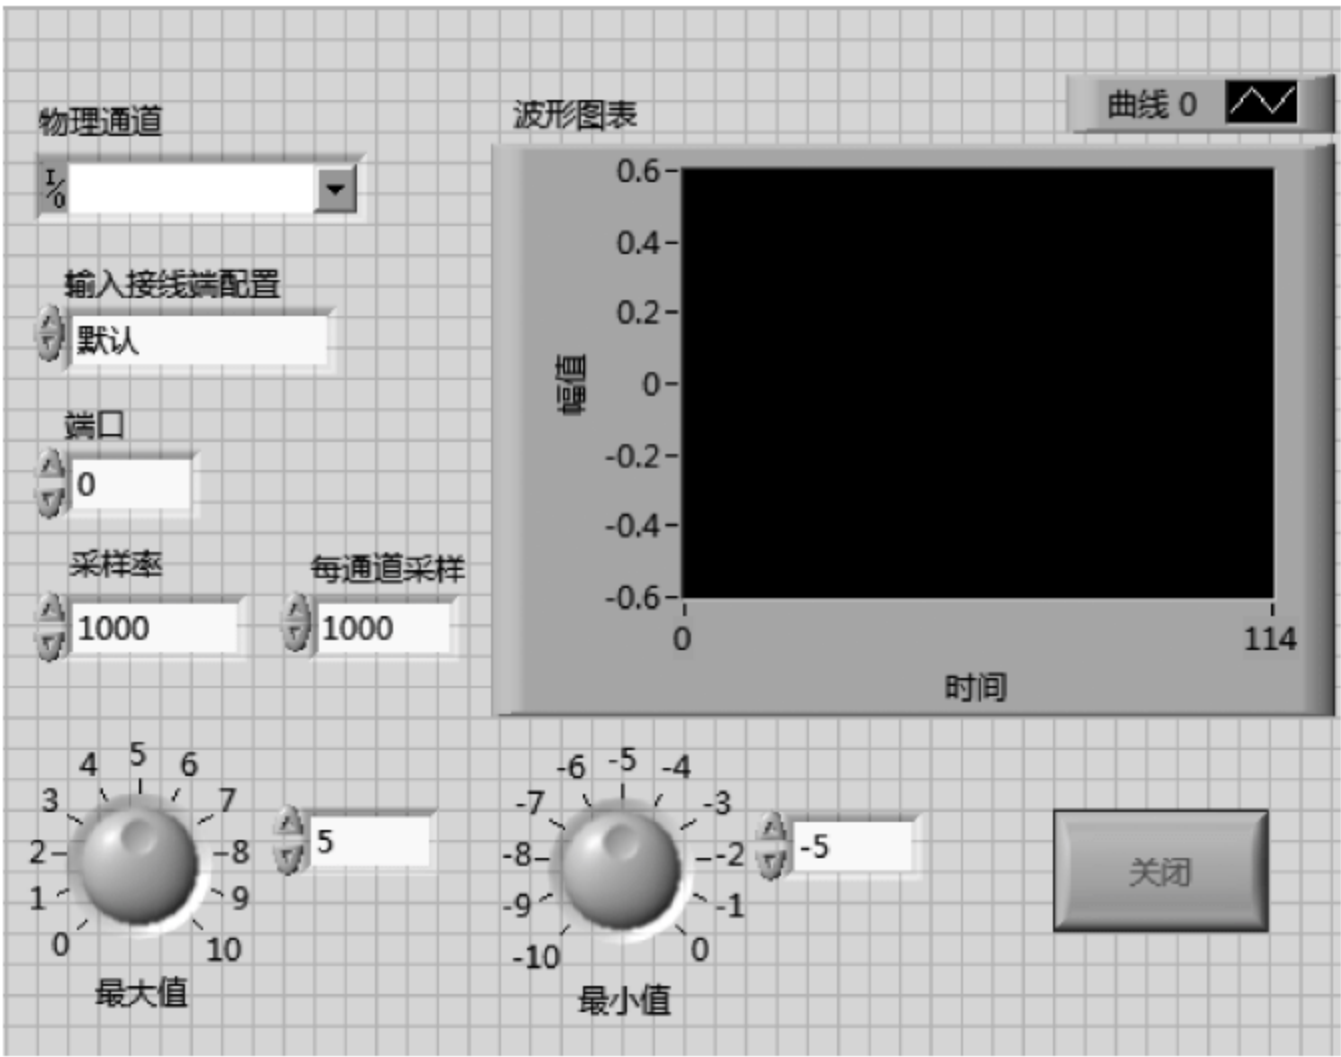 物理通道
I/O
输入接线端配置
默认
端口
0
采样率
每通道采样
1000
1000
波形图表
曲线 0
0.6
0.4
0.2
0
-0.2
-0.4
-0.6
幅值
0
114
时间
0
1
2
3
4
5
6
7
8
9
10
最大值
5
-10
-9
-8
-7
-6
-5
-4
-3
-2
-1
0
最小值
-5
关闭